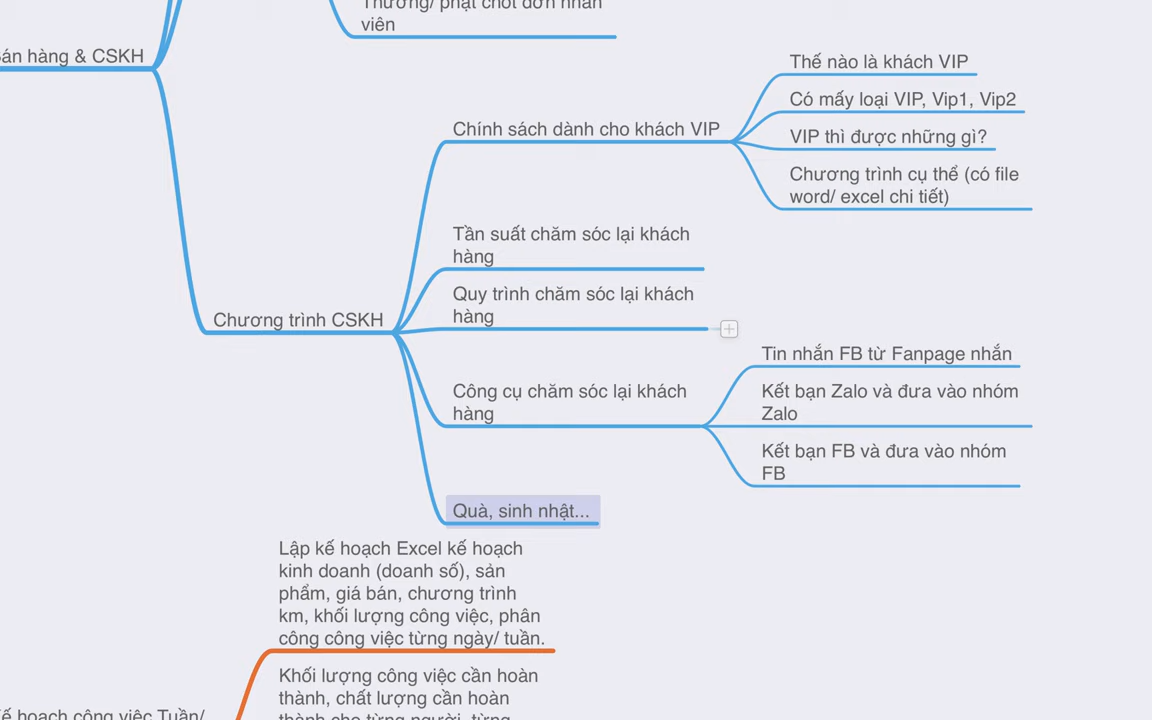 Thưởng/ phạt chốt đơn nhân
viên
Bán hàng & CSKH
Thế nào là khách VIP
Có mấy loại VIP, Vip1, Vip2
Chính sách dành cho khách VIP
VIP thì được những gì?
Chương trình cụ thể (có file
word/ excel chi tiết)
Tần suất chăm sóc lại khách
hàng
Quy trình chăm sóc lại khách
hàng
Chương trình CSKH
Tin nhắn FB từ Fanpage nhắn
Công cụ chăm sóc lại khách
hàng
Kết bạn Zalo và đưa vào nhóm
Zalo
Kết bạn FB và đưa vào nhóm
FB
Quà, sinh nhật...
Lập kế hoạch Excel kế hoạch
kinh doanh (doanh số), sản
phẩm, giá bán, chương trình
km, khối lượng công việc, phân
công công việc từng ngày/ tuần.
Khối lượng công việc cần hoàn
thành, chất lượng cần hoàn
thành cho từng người, từng
hoạch công việc Tuần/